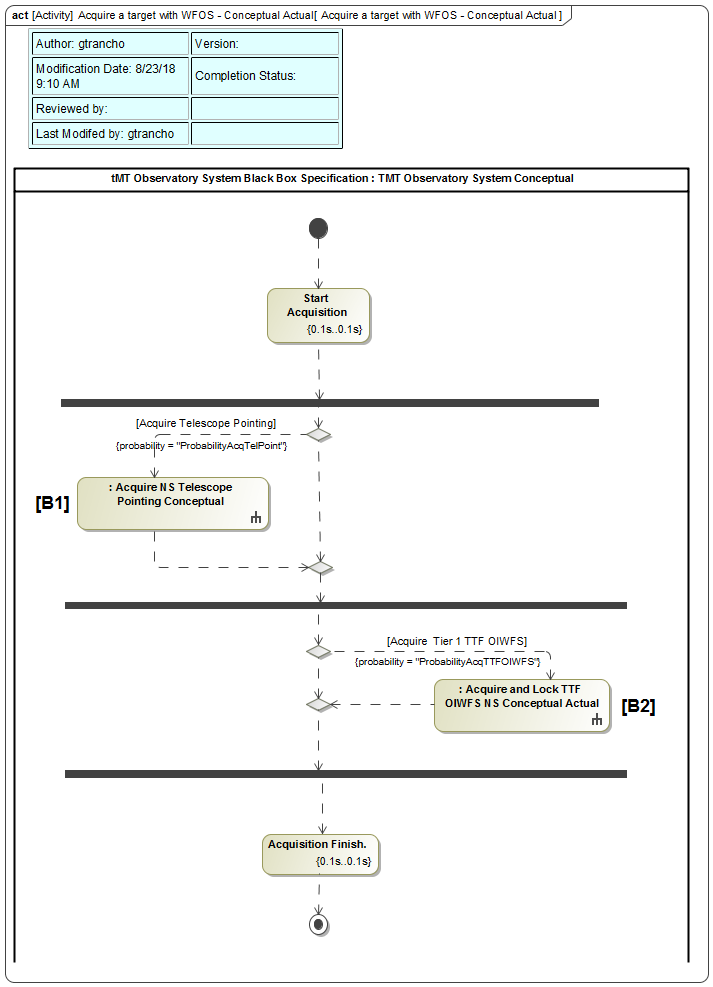 act [Activity] Acquire a target with WFOS - Conceptual Actual[ Acquire a target with WFOS - Conceptual Actual ]
Author: gtrancho
Version:
Modification Date: 8/23/18
9:10 AM
Completion Status:
Reviewed by:
Last Modifed by: gtrancho
tMT Observatory System Black Box Specification : TMT Observatory System Conceptual
Start
Acquisition
{0.1s..0.1s}
[Acquire Telescope Pointing]
{probability = "ProbabilityAcqTelPoint"}
[B1]
: Acquire NS Telescope
Pointing Conceptual
[Acquire Tier 1 TTF OIWFS]
{probability = "ProbabilityAcqTTFOIWFS"}
: Acquire and Lock TTF
OIWFS NS Conceptual Actual
[B2]
Acquisition Finish.
{0.1s..0.1s}